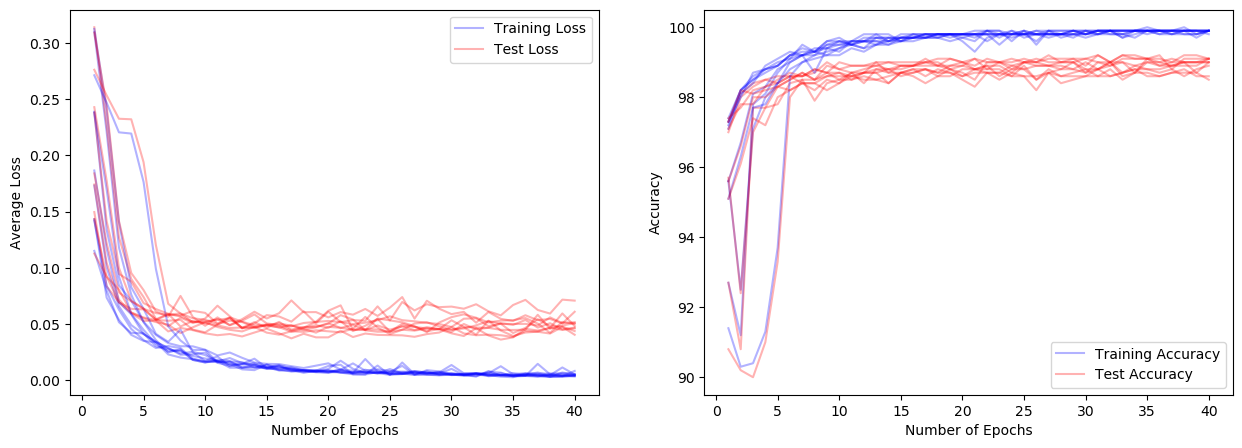 0.30
0.25
0.20
0.15
0.10
0.05
0.00
Average Loss
0 5 10 15 20 25 30 35 40
Number of Epochs
Training Loss
Test Loss
100
98
96
94
92
90
Accuracy
0 5 10 15 20 25 30 35 40
Number of Epochs
Training Accuracy
Test Accuracy